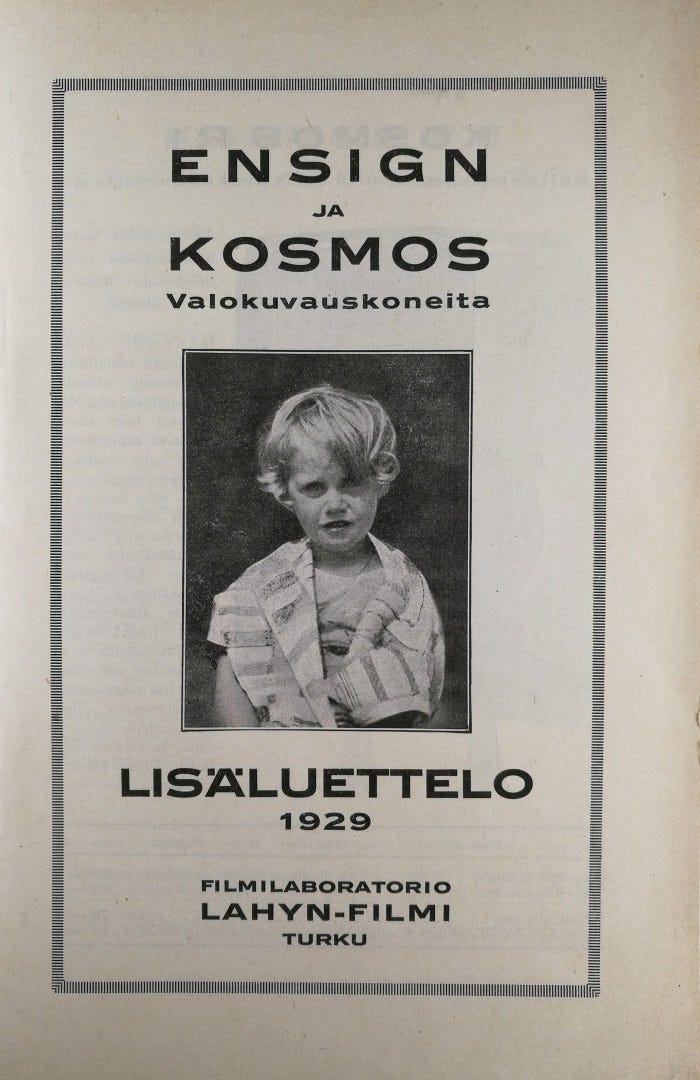 ENSIGN
JA
KOSMOS
Valokuvauskoneita
LISÄLUETTELO
1929
FILMILABORATORIO
LAHYN-FILMI
TURKU